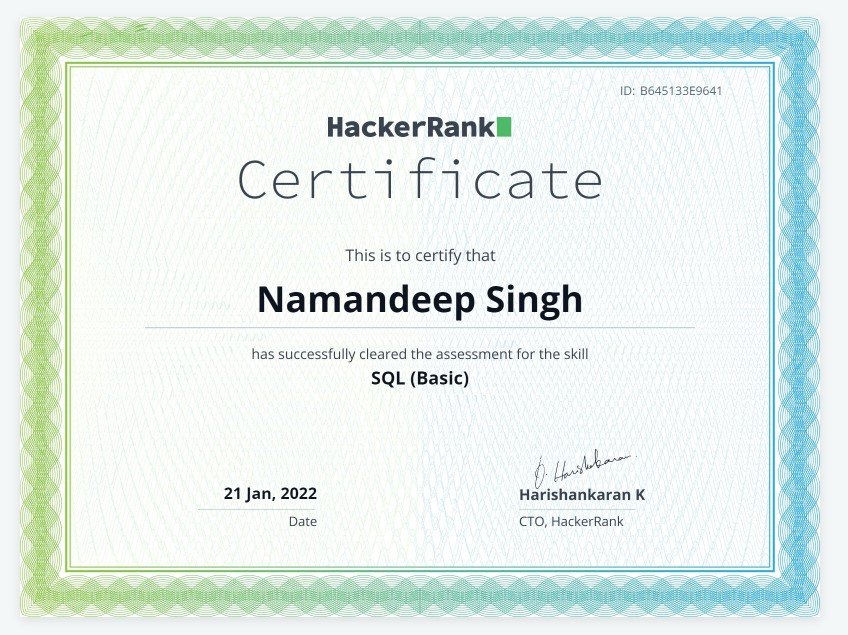 ID: B645133E9641
HackerRank
Certificate
This is to certify that
Namandeep Singh
has successfully cleared the assessment for the skill
SQL (Basic)
21 Jan, 2022
Date
Harishankaran K
CTO, HackerRank